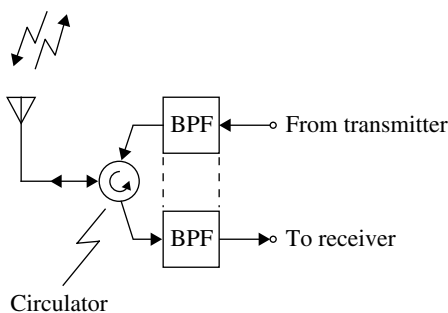 BPF
From transmitter
BPF
To receiver
Circulator